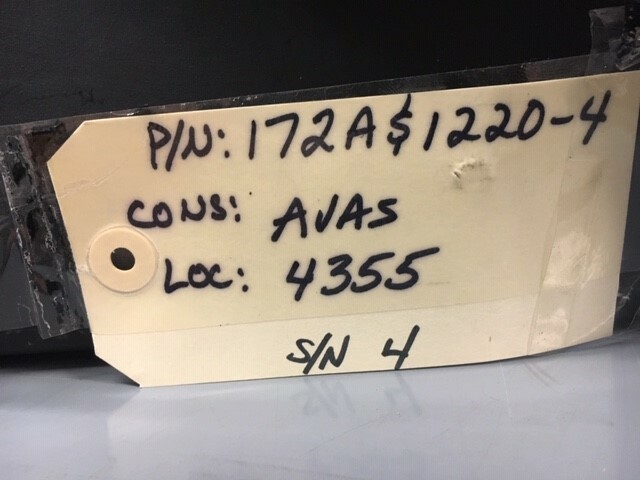 P/N: 172A$1220-4
CONS: AVAS
LOC: 4355
S/N 4